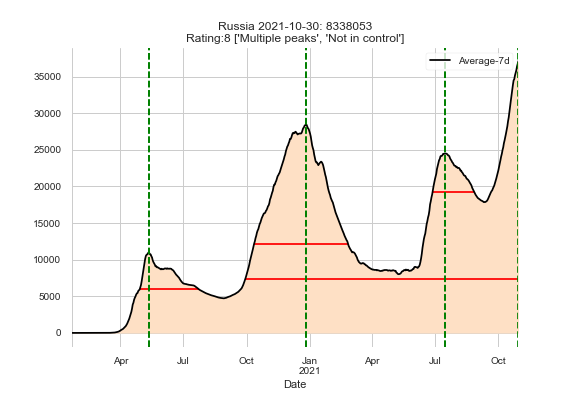 Russia 2021-10-30: 8338053
Rating:8 ['Multiple peaks', 'Not in control']
Average-7d
35000
30000
25000
20000
15000
10000
5000
0
Apr Jul Oct Jan Apr Jul Oct
2021
Date